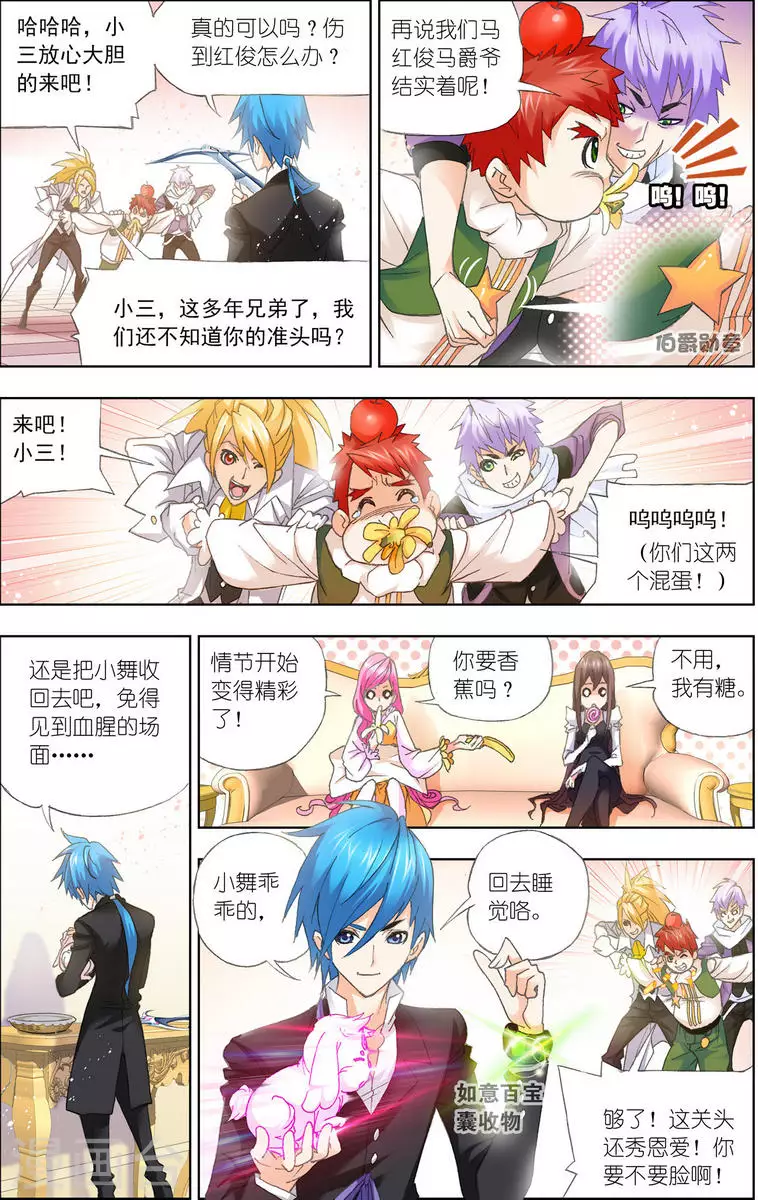 哈哈哈，小
三放心大胆
的来吧！
真的可以吗？伤
到红俊怎么办？
小三，这多年兄弟了，我
们还不知道你的准头吗？
再说我们马
红俊马爵爷
结实着呢！
呜！呜！
伯爵勋章
来吧！
小三！
呜呜呜呜！
（你们这两
个混蛋！）
还是把小舞收
回去吧，免得
见到血腥的场
面……
情节开始
变得精彩
了！
你要香
蕉吗？
不用，
我有糖。
小舞乖
乖的，
回去睡
觉咯。
如意百宝
囊收物
够了！这关头
还秀恩爱！你
要不要脸啊！
漫画台